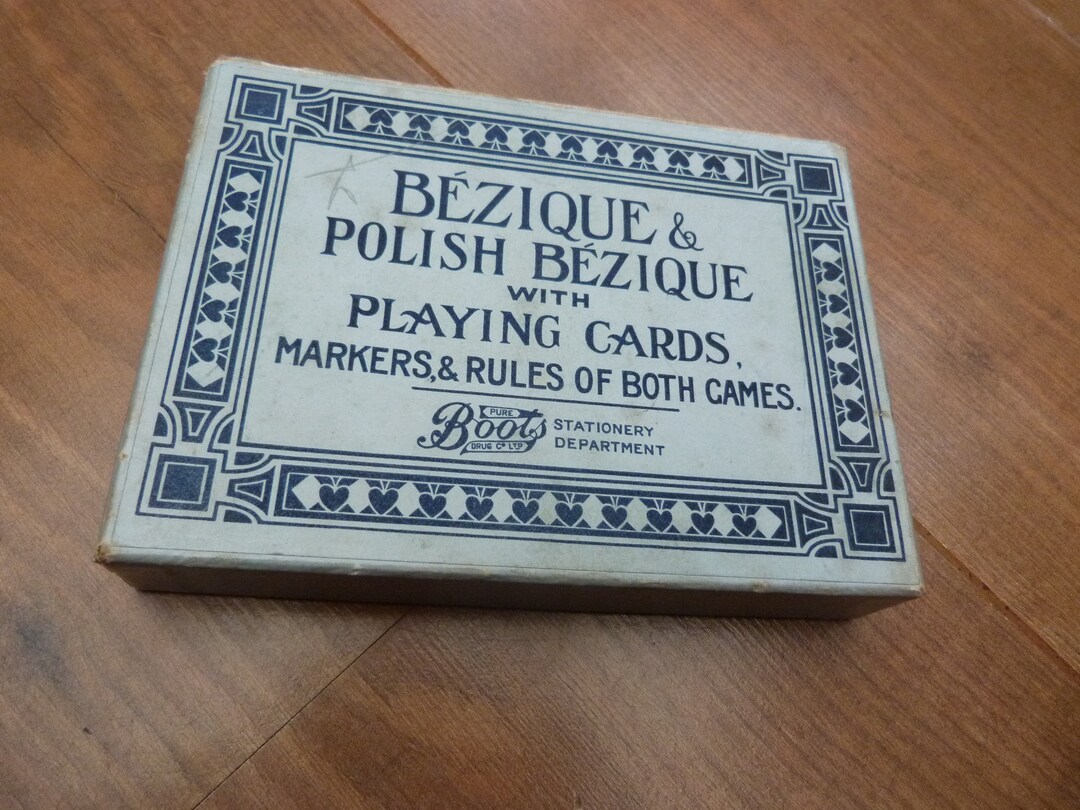 BÉZIQUE &
POLISH BÉZIQUE
WITH
PLAYING CARDS,
MARKERS, & RULES OF BOTH GAMES.
PURE
Boots
DRUG Co LTD
STATIONERY
DEPARTMENT